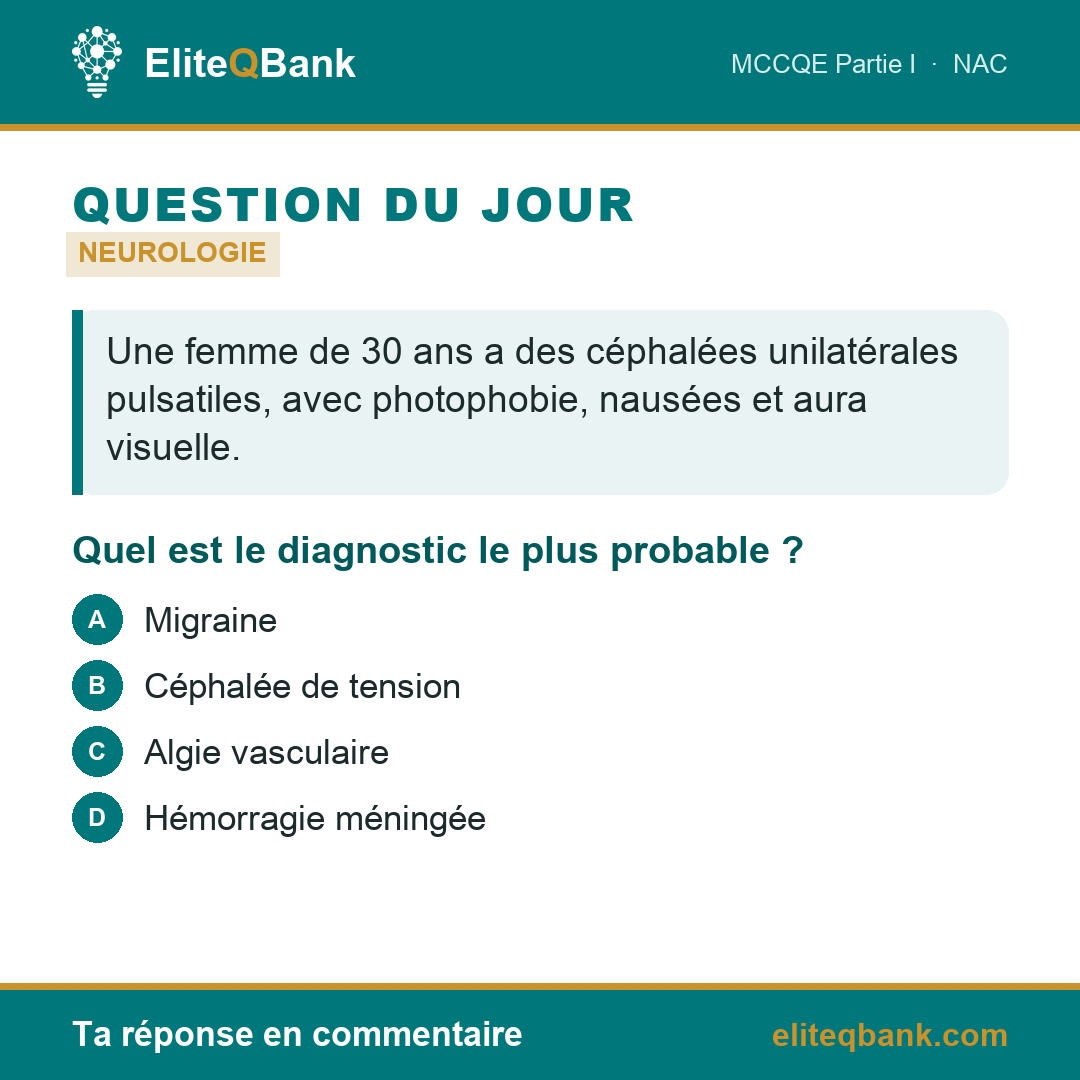 EliteQBank
MCCQE Partie I · NAC
QUESTION DU JOUR
NEUROLOGIE
Une femme de 30 ans a des céphalées unilatérales
pulsatiles, avec photophobie, nausées et aura
visuelle.
Quel est le diagnostic le plus probable ?
A Migraine
B Céphalée de tension
C Algie vasculaire
D Hémorragie méningée
Ta réponse en commentaire
eliteqbank.com